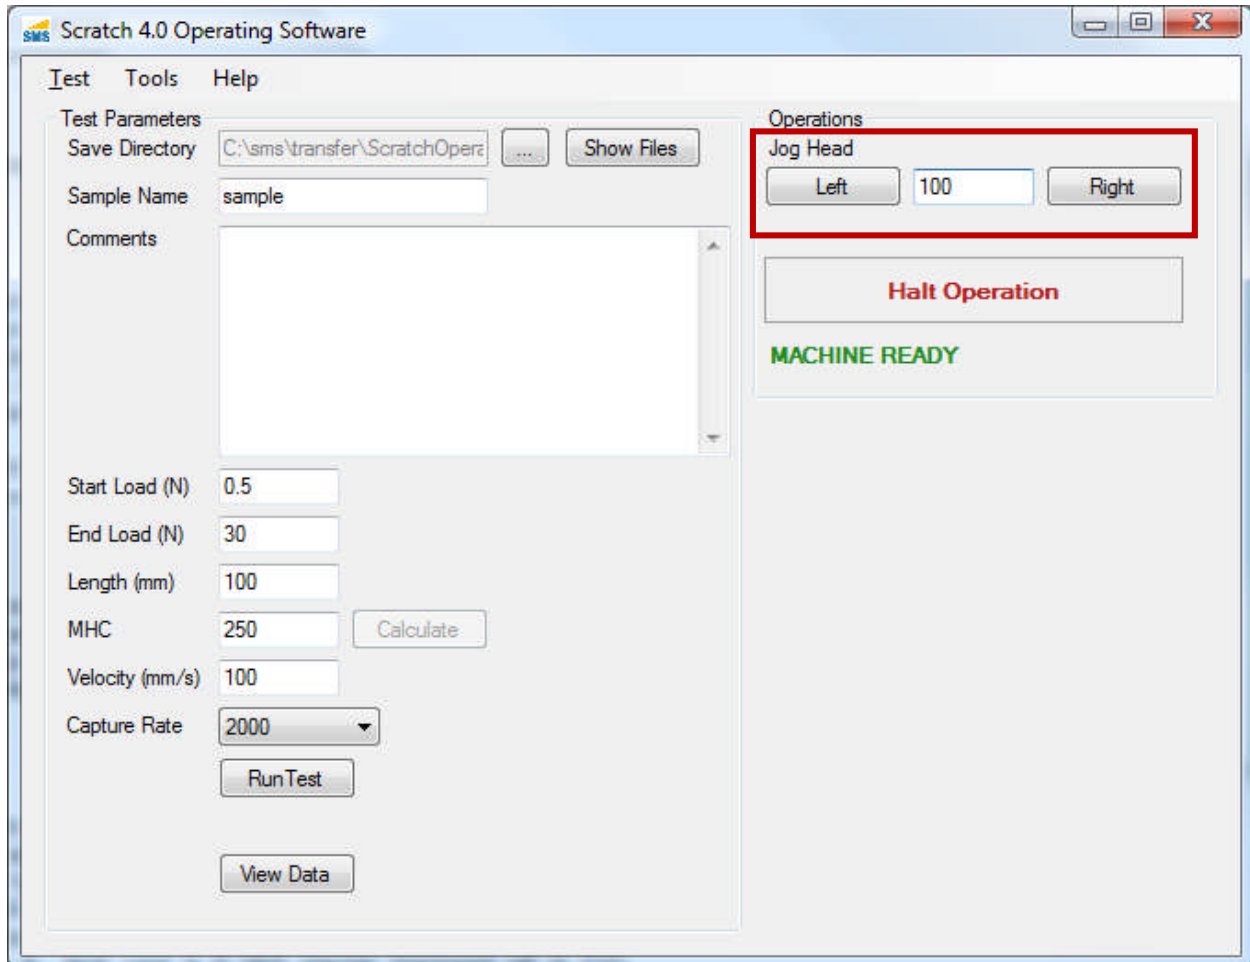 SMS Scratch 4.0 Operating Software
Test Tools Help
Test Parameters
Save Directory C:\sms\transfer\ScratchOpera ... Show Files
Sample Name sample
Comments
Start Load (N) 0.5
End Load (N) 30
Length (mm) 100
MHC 250 Calculate
Velocity (mm/s) 100
Capture Rate 2000
RunTest
View Data
Operations
Jog Head
Left 100 Right
Halt Operation
MACHINE READY